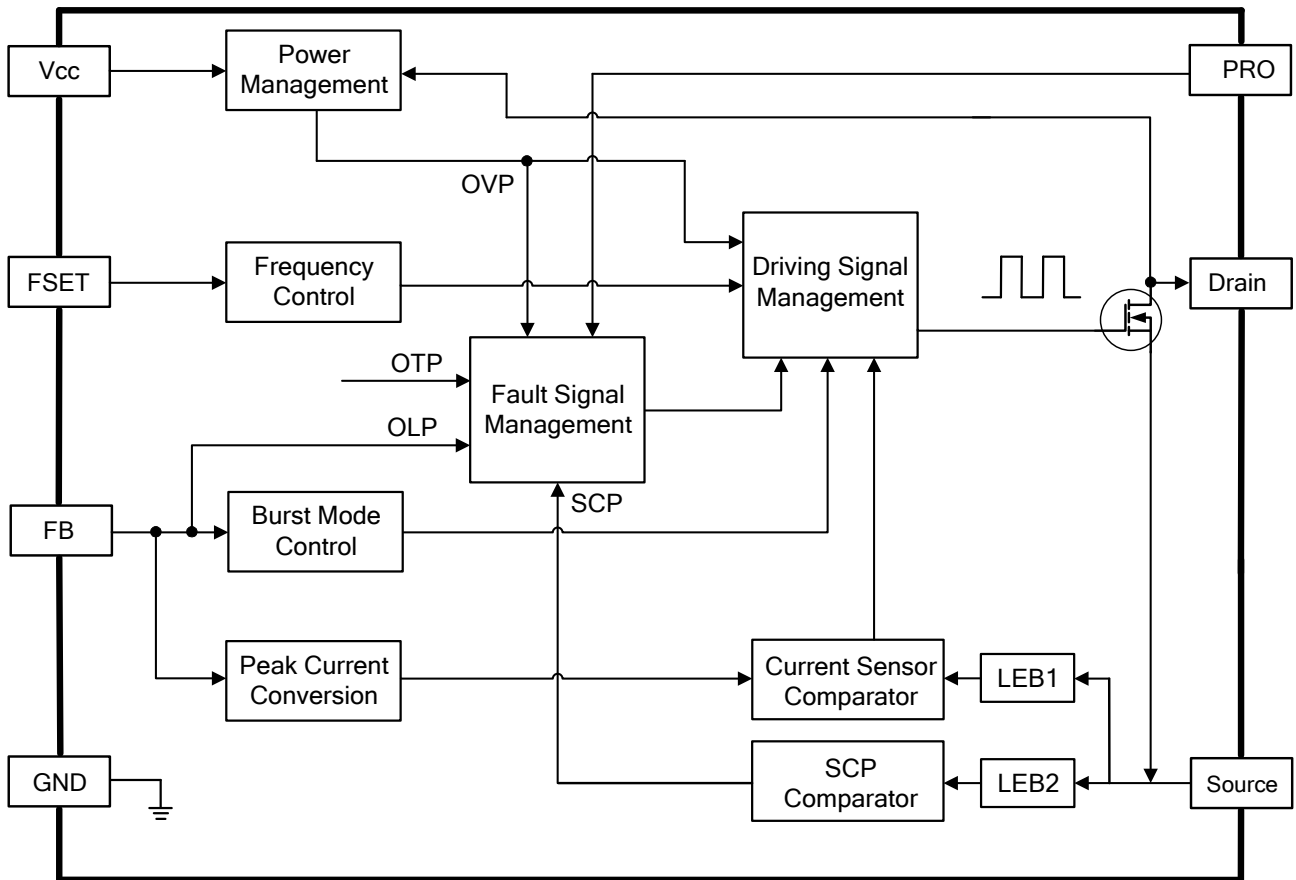 Vcc
Power
Management
PRO
OVP
FSET
Frequency
Control
Driving Signal
Management
Drain
OTP
Fault Signal
Management
OLP
SCP
FB
Burst Mode
Control
Peak Current
Conversion
Current Sensor
Comparator
LEB1
GND
SCP
Comparator
LEB2
Source